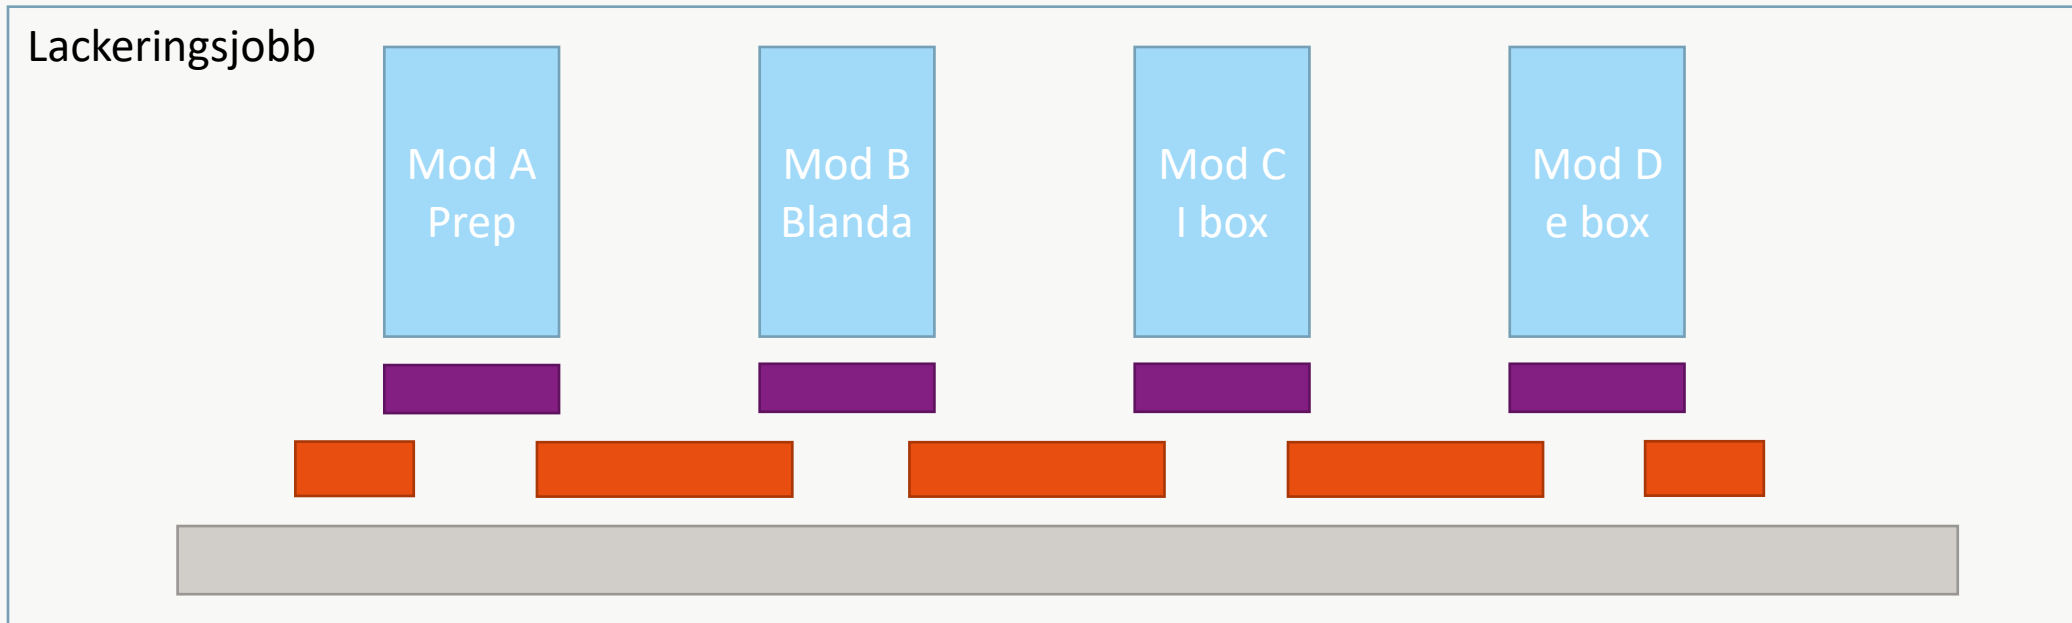 Lackeringsjobb
Mod A
Prep
Mod B
Blanda
Mod C
I box
Mod D
e box